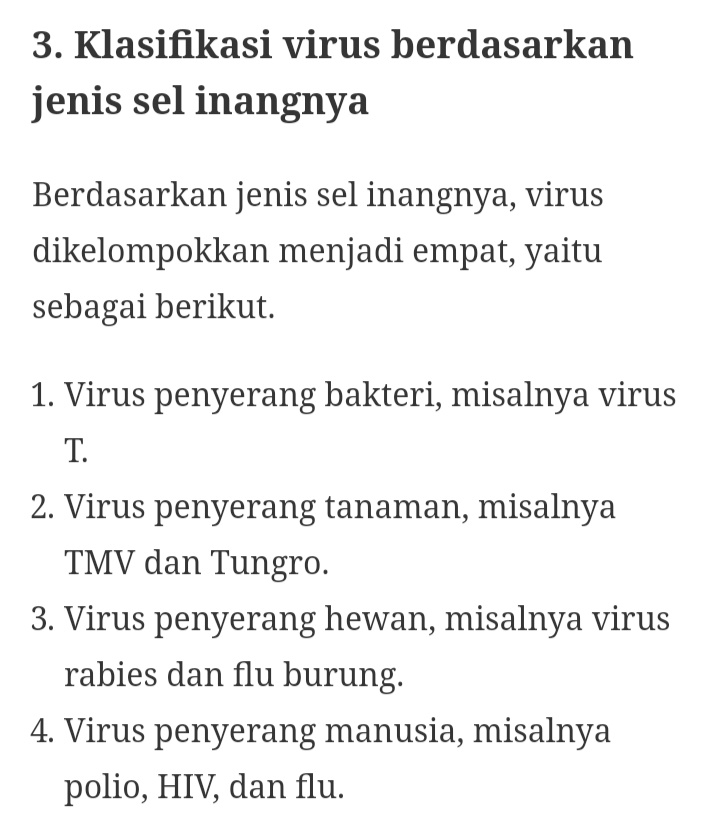 3. Klasifikasi virus berdasarkan
jenis sel inangnya
Berdasarkan jenis sel inangnya, virus
dikelompokkan menjadi empat, yaitu
sebagai berikut.
1. Virus penyerang bakteri, misalnya virus
T.
2. Virus penyerang tanaman, misalnya
TMV dan Tungro.
3. Virus penyerang hewan, misalnya virus
rabies dan flu burung.
4. Virus penyerang manusia, misalnya
polio, HIV, dan flu.